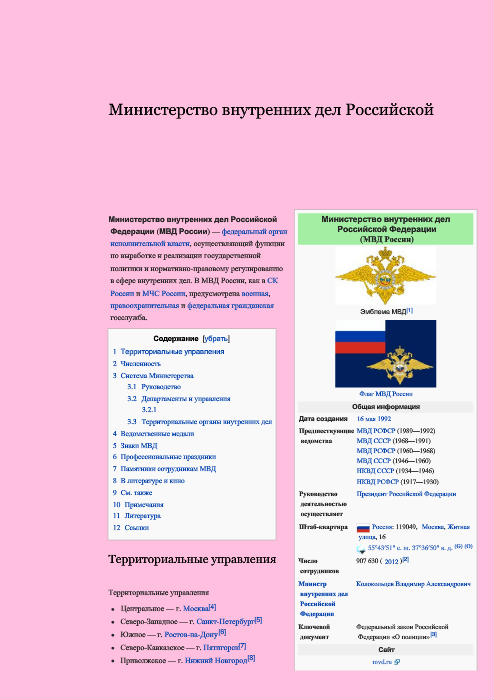 Министерство внутренних дел Российской
Министерство внутренних дел Российской
Федерации (МВД России) — федеральный орган
исполнительной власти, осуществляющий функции
по выработке и реализации государственной
политики и нормативно-правовому регулированию
в сфере внутренних дел. В МВД России, как в СК
России и МЧС России, предусмотрена военная,
правоохранительная и федеральная гражданская
госслужба.
Содержание [убрать]
1 Территориальные управления
2 Численность
3 Система Министерства
3.1 Руководство
3.2 Департаменты и управления
3.2.1
3.3 Территориальные органы внутренних дел
4 Ведомственные медали
5 Знаки МВД
6 Профессиональные праздники
7 Памятники сотрудникам МВД
8 В литературе и кино
9 См. также
10 Примечания
11 Литература
12 Ссылки
Территориальные управления
Территориальные управления
Центральное — г. Москва[4]
Северо-Западное — г. Санкт-Петербург[5]
Южное — г. Ростов-на-Дону[6]
Северо-Кавказское — г. Пятигорск[7]
Приволжское — г. Нижний Новгород[8]
Министерство внутренних дел
Российской Федерации
(МВД России)
Эмблема МВД[1]
Флаг МВД России
Общая информация
Дата создания 16 мая 1992
Предшествующие МВД РСФСР (1989—1992)
ведомства МВД СССР (1968—1991)
МВД РСФСР (1960—1968)
МВД СССР (1946—1960)
НКВД СССР (1934—1946)
НКВД РСФСР (1917—1930)
Руководство Президент Российской Федерации
деятельностью
осуществляет
Штаб-квартира Россия: 119049, Москва, Житная
улица, 16
55°43′51″ с. ш. 37°36′50″ в. д. (G) (O)
Число 907 630 ( 2012 )[2]
сотрудников
Министр Колокольцев Владимир Александрович
внутренних дел
Российской
Федерации
Ключевой Федеральный закон Российской
документ Федерации «О полиции»[3]
Сайт
mvd.ru